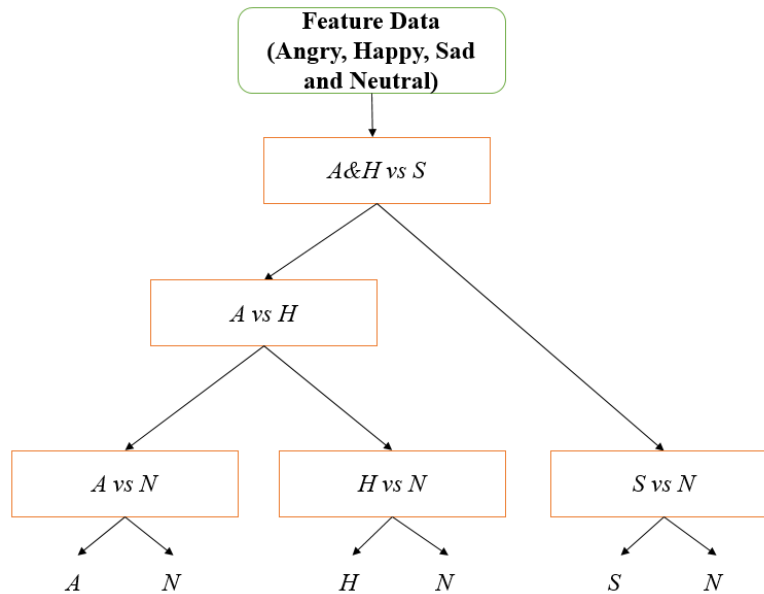 Feature Data
(Angry, Happy, Sad
and Neutral)
A&H vs S
A vs H
A vs N
H vs N
S vs N
A
N
H
N
S
N